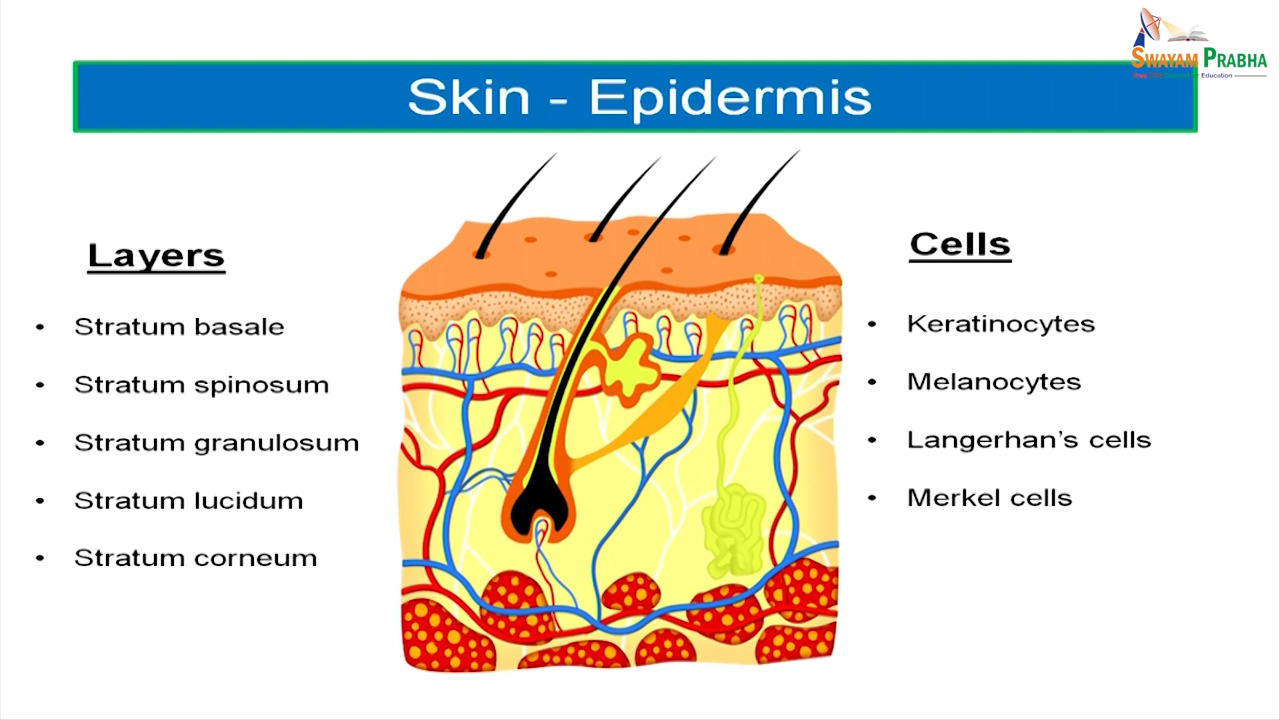 SWAYAM PRABHA
Skin - Epidermis
Layers
• Stratum basale
• Stratum spinosum
• Stratum granulosum
• Stratum lucidum
• Stratum corneum
Cells
• Keratinocytes
• Melanocytes
• Langerhan’s cells
• Merkel cells